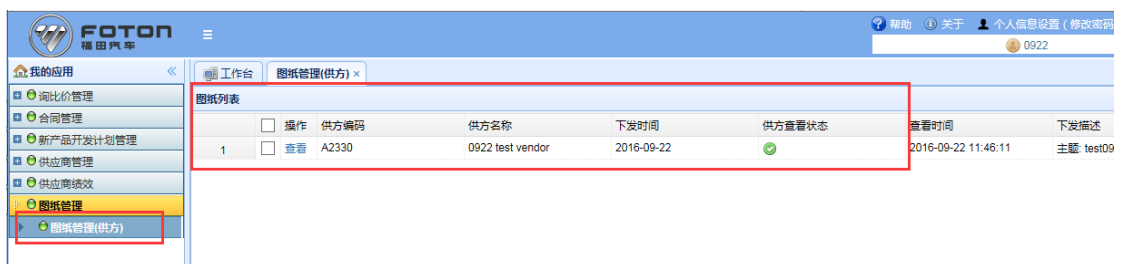 FOTON
福田汽车
帮助 关于 个人信息设置 ( 修改密码
0922
我的应用
工作台 图纸管理(供方) ×
询比价管理
合同管理
新产品开发计划管理
供应商管理
供应商绩效
图纸管理
图纸管理(供方)
图纸列表
操作 供方编码 供方名称 下发时间 供方查看状态 查看时间 下发描述
1 查看 A2330 0922 test vendor 2016-09-22 2016-09-22 11:46:11 主题: test09